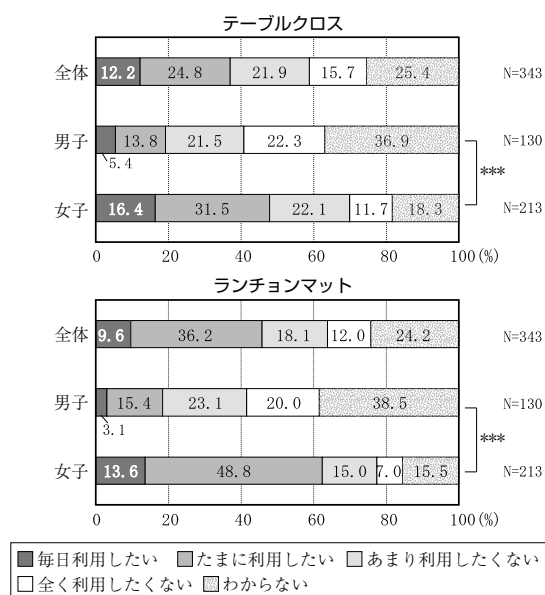 テーブルクロス
全体 12.2 24.8 21.9 15.7 25.4 N=343
男子 13.8 21.5 22.3 36.9 N=130
5.4
***
女子 16.4 31.5 22.1 11.7 18.3 N=213
0 20 40 60 80 100(%)
ランチョンマット
全体 9.6 36.2 18.1 12.0 24.2 N=343
男子 15.4 23.1 20.0 38.5 N=130
3.1
***
女子 13.6 48.8 15.0 7.0 15.5 N=213
0 20 40 60 80 100(%)
毎日利用したい たまに利用したい あまり利用したくない
全く利用したくない わからない